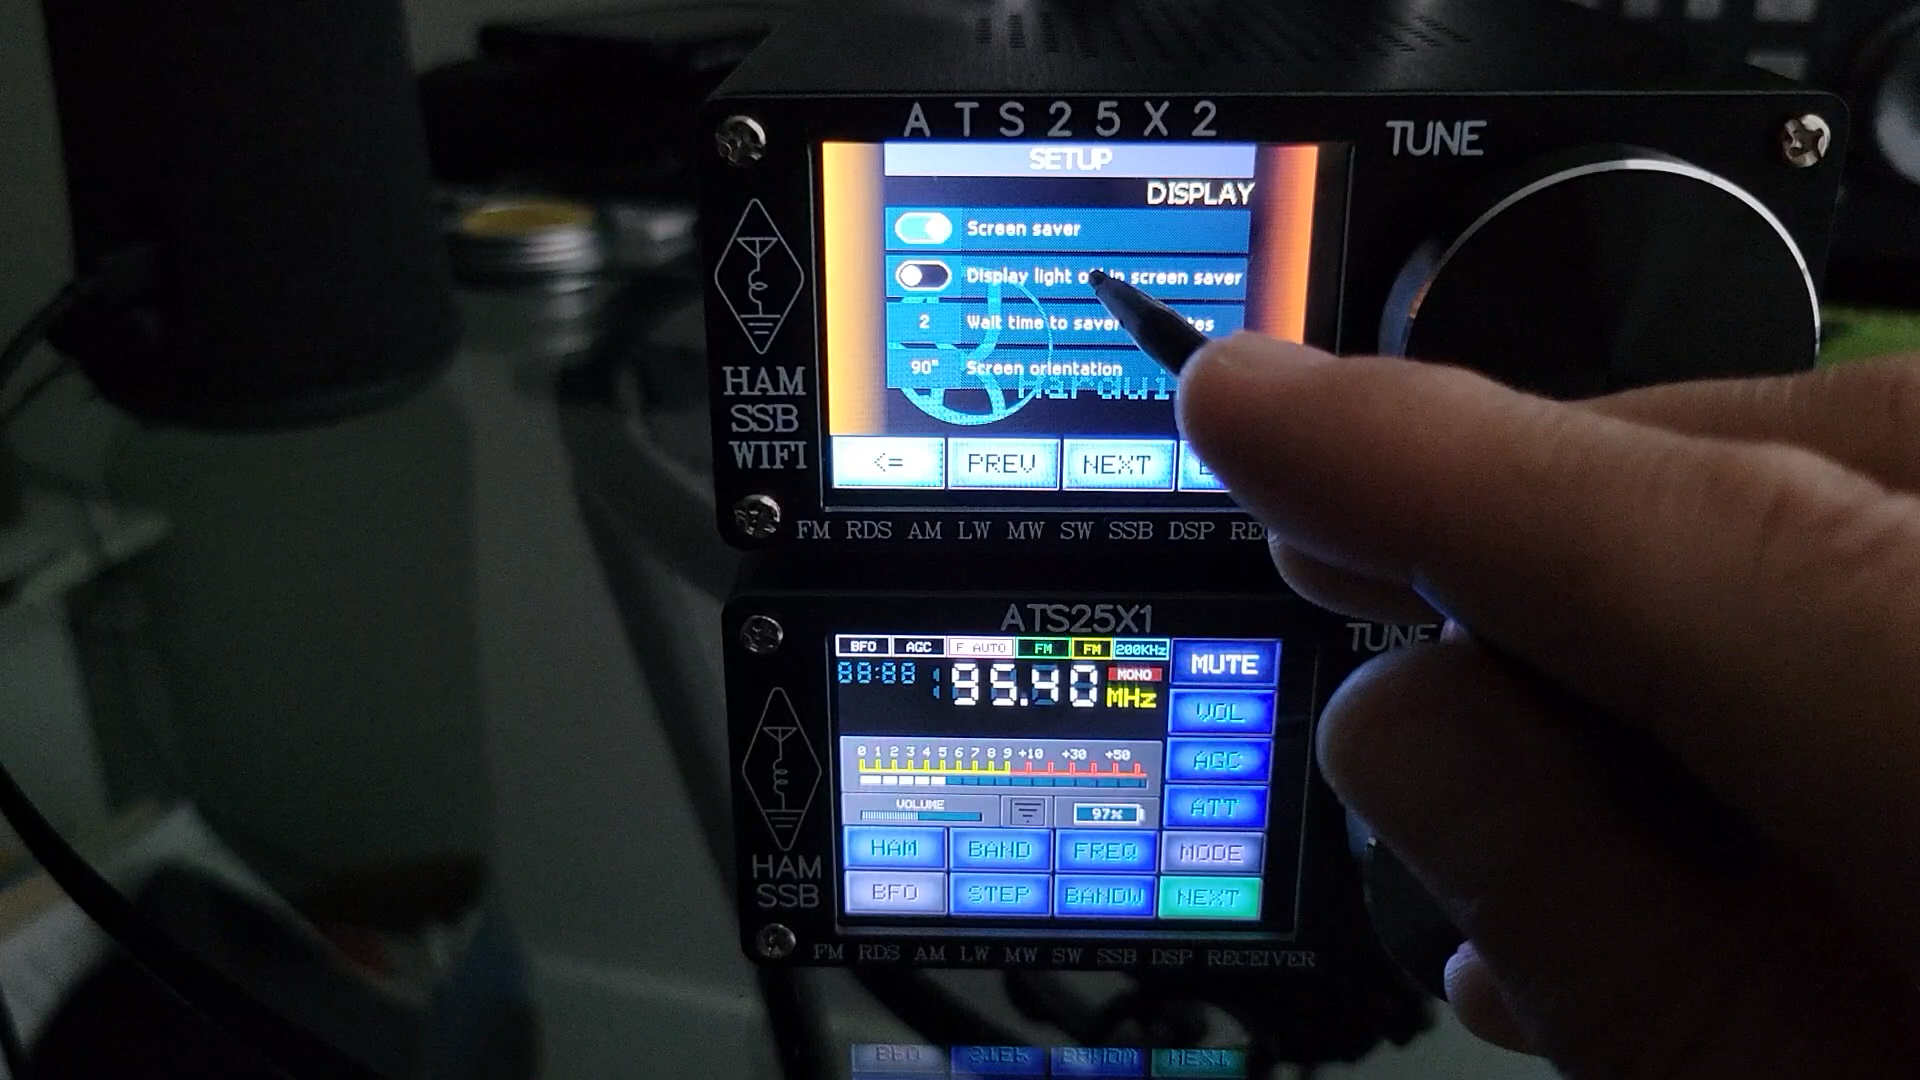 ATS25X2
TUNE
SETUP
DISPLAY
Screen saver
Display light off in screen saver
2 Wait time to saver
90° Screen orientation
<= PREV NEXT
HAM
SSB
WIFI
FM RDS AM LW MW SW SSB DSP
ATS25X1
TUNE
BFO AGC F AUTO FM FM 200KHz
88:88 95.40 MONO
MHz
MUTE
VOL
AGC
ATT
0 1 2 3 4 5 6 7 8 9 +10 +30 +50
VOLUME 97%
HAM BAND FREQ MODE
BFO STEP BANDW NEXT
HAM
SSB
FM RDS AM LW MW SW SSB DSP RECEIVER